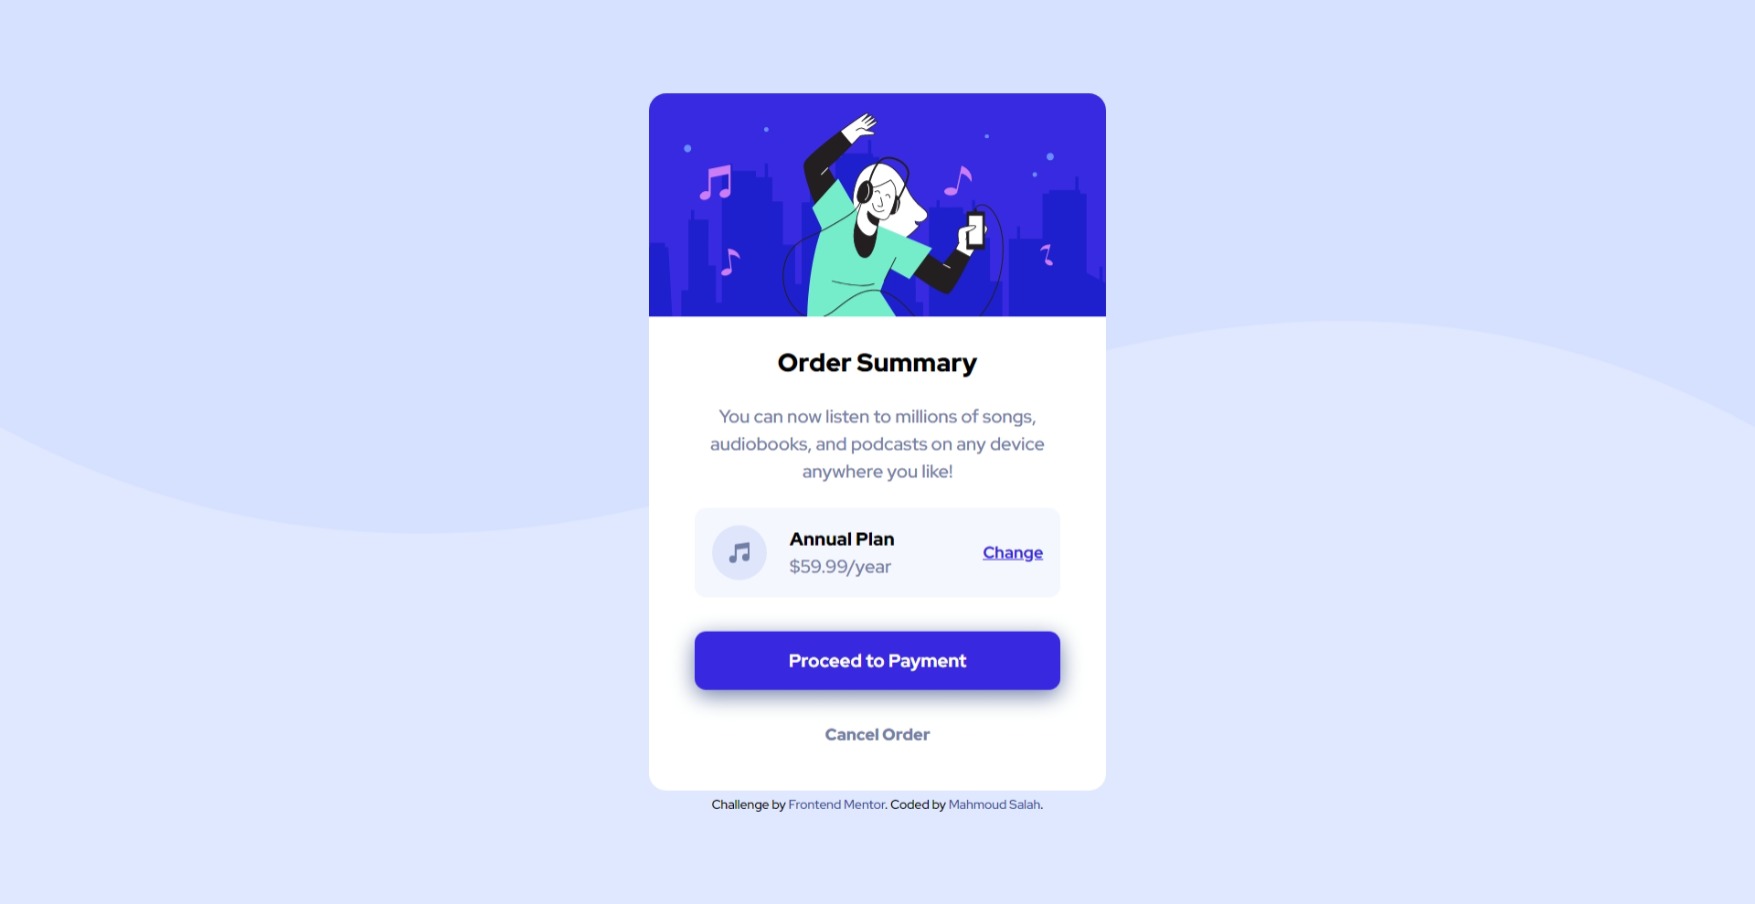 Order Summary
You can now listen to millions of songs,
audiobooks, and podcasts on any device
anywhere you like!
Annual Plan
$59.99/year
Change
Proceed to Payment
Cancel Order
Challenge by Frontend Mentor. Coded by Mahmoud Salah.